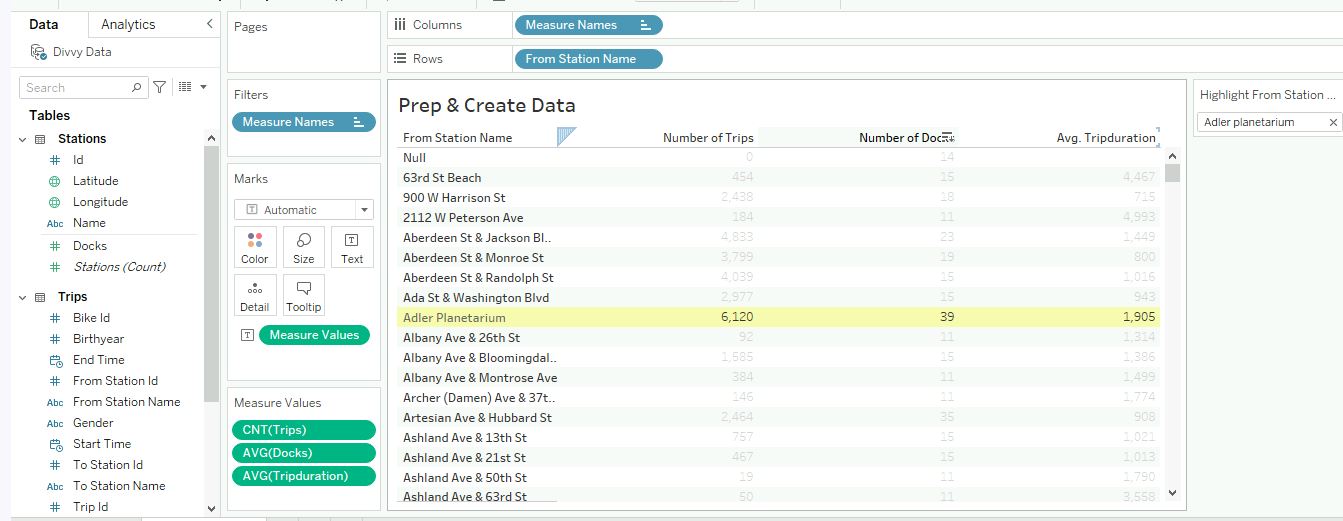 Data
Analytics
Divvy Data
Search
Tables
Stations
# Id
Latitude
Longitude
Abc Name
# Docks
# Stations (Count)
Trips
# Bike Id
# Birthyear
End Time
# From Station Id
Abc From Station Name
Abc Gender
Start Time
# To Station Id
Abc To Station Name
# Trip Id
Pages
Filters
Measure Names
Marks
T Automatic
Color
Size
T Text
Detail
Tooltip
T Measure Values
Measure Values
CNT(Trips)
AVG(Docks)
AVG(Tripduration)
Columns Measure Names
Rows From Station Name
Prep & Create Data
From Station Name Number of Trips Number of Doc Avg. Tripduration
Null 0 14
63rd St Beach 454 15 4,467
900 W Harrison St 2,438 18 715
2112 W Peterson Ave 184 11 4,993
Aberdeen St & Jackson Bl.. 4,833 23 1,449
Aberdeen St & Monroe St 3,799 19 800
Aberdeen St & Randolph St 4,039 15 1,016
Ada St & Washington Blvd 2,977 15 943
Adler Planetarium 6,120 39 1,905
Albany Ave & 26th St 92 11 1,314
Albany Ave & Bloomingdal.. 1,585 15 1,386
Albany Ave & Montrose Ave 384 11 1,499
Archer (Damen) Ave & 37t.. 146 11 1,774
Artesian Ave & Hubbard St 2,464 35 908
Ashland Ave & 13th St 757 15 1,021
Ashland Ave & 21st St 467 15 1,013
Ashland Ave & 50th St 19 11 1,790
Ashland Ave & 63rd St 50 11 3,558
Highlight From Station ...
Adler planetarium